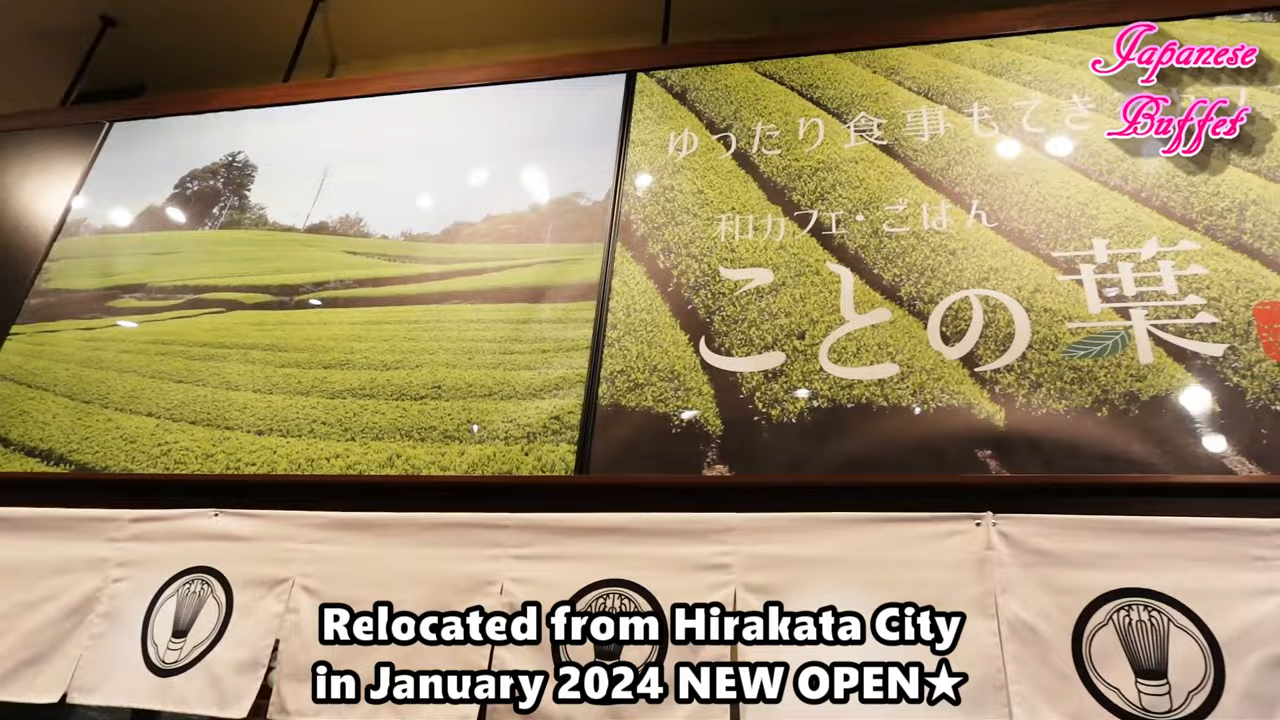 Japanese
Buffet
ゆったり食事もてき
和カフェ・ごはん
ことの葉
Relocated from Hirakata City
in January 2024 NEW OPEN★